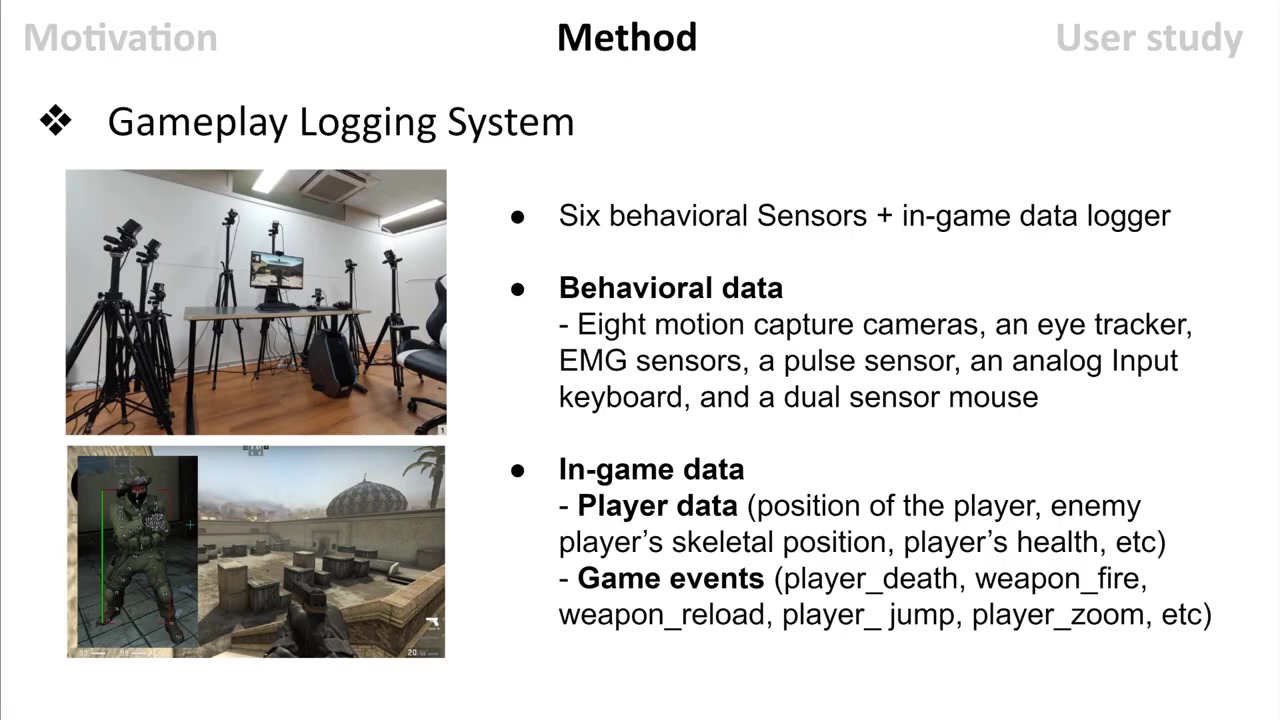 Motivation
Method
User study
❖ Gameplay Logging System
● Six behavioral Sensors + in-game data logger
● Behavioral data
- Eight motion capture cameras, an eye tracker,
EMG sensors, a pulse sensor, an analog Input
keyboard, and a dual sensor mouse
● In-game data
- Player data (position of the player, enemy
player’s skeletal position, player’s health, etc)
- Game events (player_death, weapon_fire,
weapon_reload, player_ jump, player_zoom, etc)
1
20